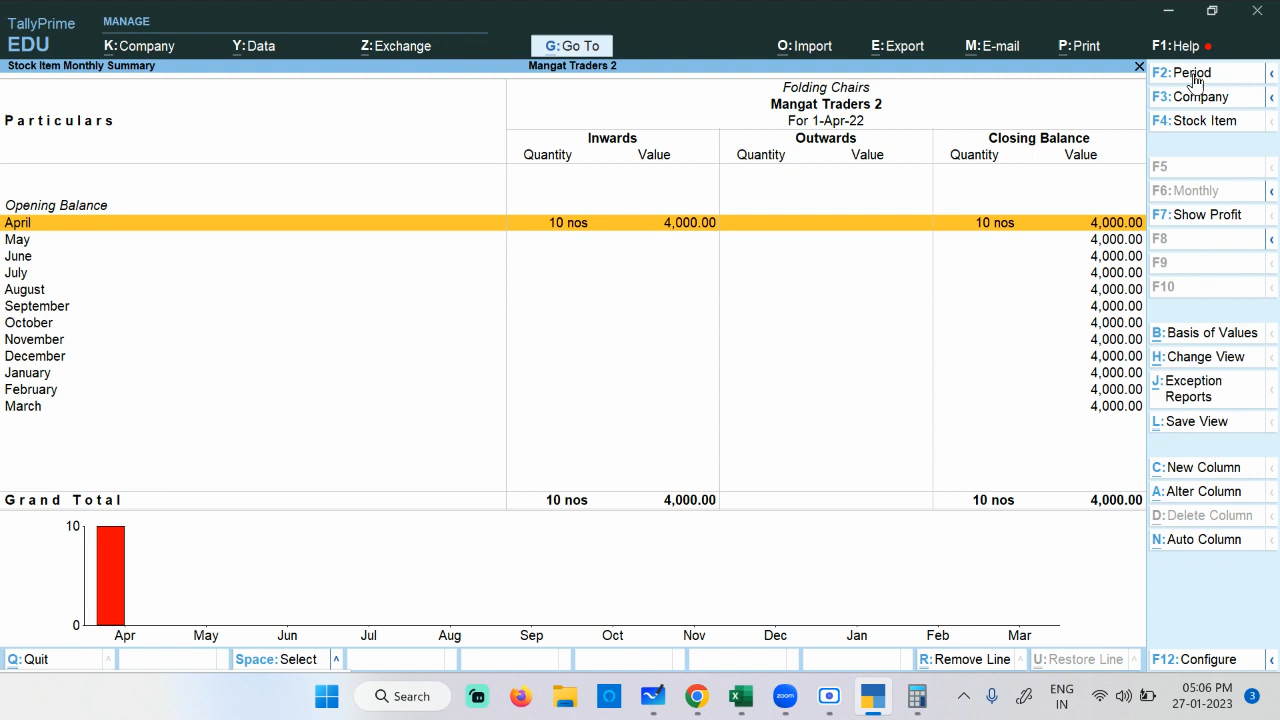 TallyPrime
EDU
MANAGE
K:Company
Y:Data
Z:Exchange
G:Go To
O:Import
E:Export
M:E-mail
P:Print
F1:Help
Stock Item Monthly Summary
Mangat Traders 2
Particulars
Folding Chairs
Mangat Traders 2
For 1-Apr-22
Inwards Outwards Closing Balance
Quantity Value Quantity Value Quantity Value
Opening Balance
April 10 nos 4,000.00 10 nos 4,000.00
May 4,000.00
June 4,000.00
July 4,000.00
August 4,000.00
September 4,000.00
October 4,000.00
November 4,000.00
December 4,000.00
January 4,000.00
February 4,000.00
March 4,000.00
Grand Total 10 nos 4,000.00 10 nos 4,000.00
10
0
Apr May Jun Jul Aug Sep Oct Nov Dec Jan Feb Mar
F2:Period
F3:Company
F4:Stock Item
F5
F6:Monthly
F7:Show Profit
F8
F9
F10
B:Basis of Values
H:Change View
J:Exception
Reports
L:Save View
C:New Column
A:Alter Column
D:Delete Column
N:Auto Column
Q:Quit
Space:Select
R:Remove Line
U:Restore Line
F12:Configure
Search
zoom
ENG
IN
05:06 PM
27-01-2023
3